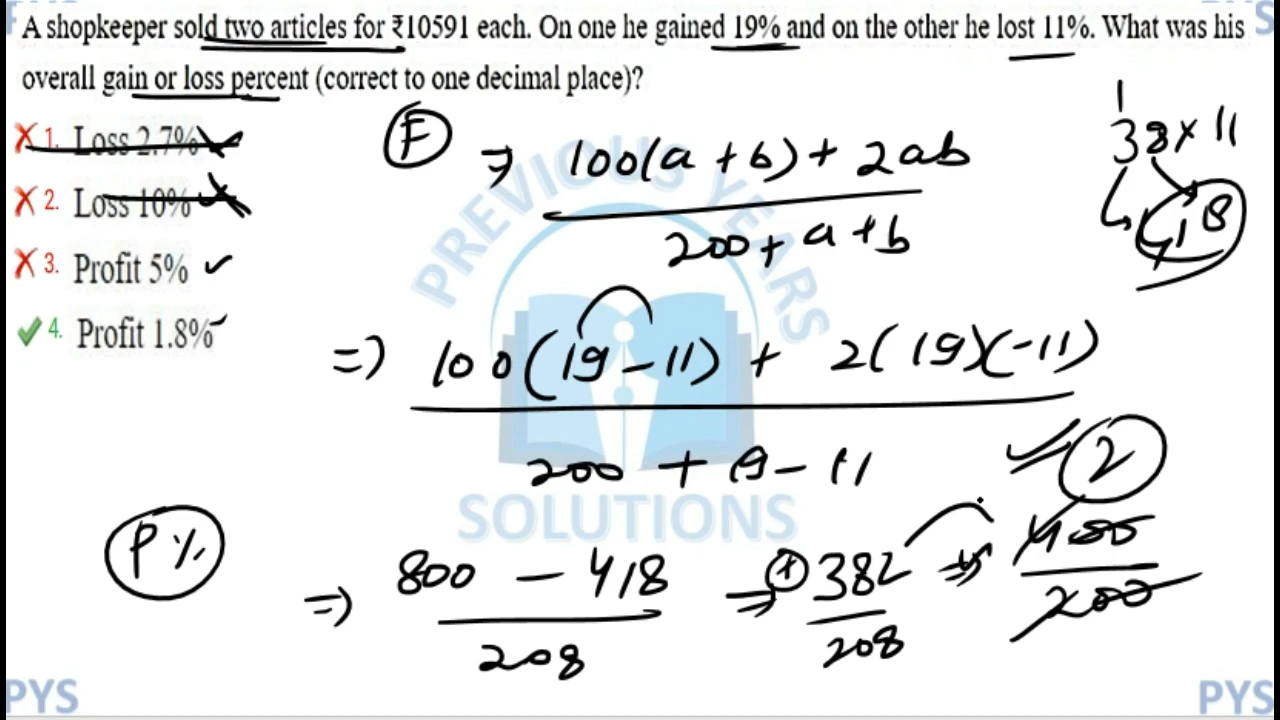 A shopkeeper sold two articles for ₹10591 each. On one he gained 19% and on the other he lost 11%. What was his
overall gain or loss percent (correct to one decimal place)?
1. Loss 2.7%
2. Loss 10%
3. Profit 5%
4. Profit 1.8%
F ⇒ 100(a + b) + 2ab
200 + a + b
38 × 11
418
⇒ 100(19 - 11) + 2(19)(-11)
200 + 19 - 11
2
P%
⇒ 800 - 418 ⇒ + 382 ⇒ 400
208 208 200
PREVIOUS YEARS
SOLUTIONS
PYS PYS